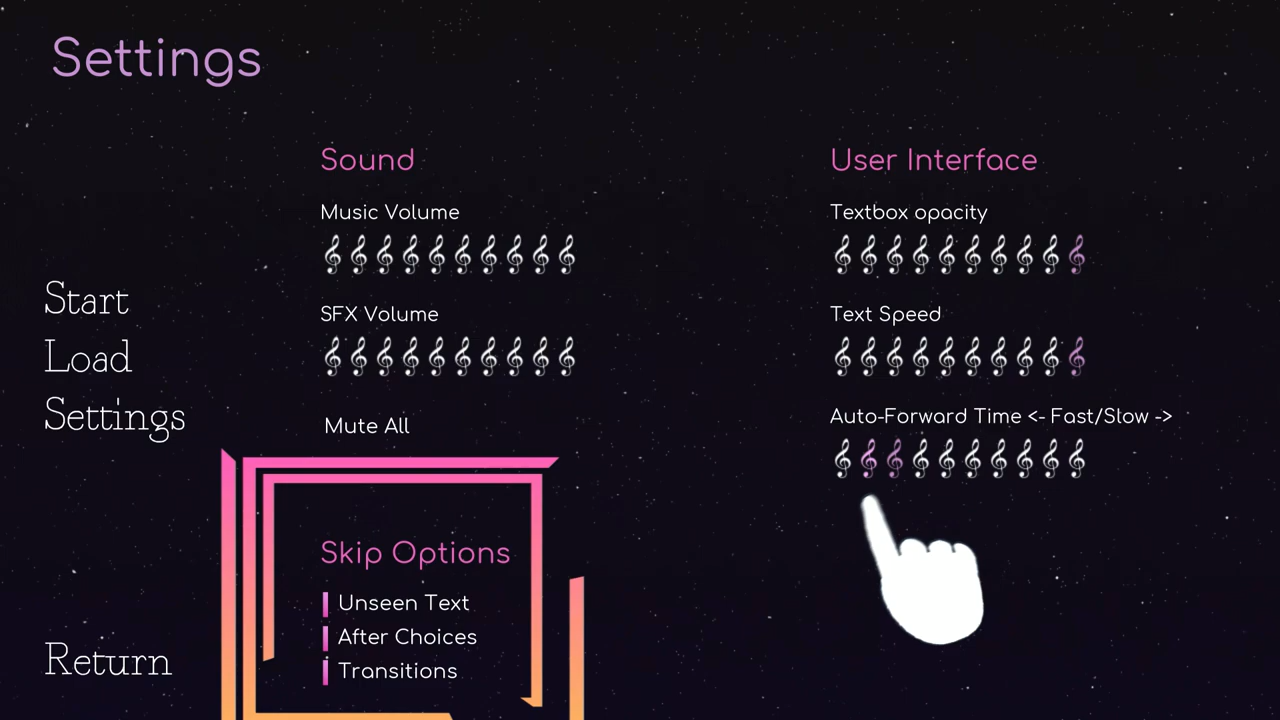 Settings
Sound
Music Volume
SFX Volume
Mute All
User Interface
Textbox opacity
Text Speed
Auto-Forward Time <- Fast/Slow ->
Start
Load
Settings
Return
Skip Options
Unseen Text
After Choices
Transitions